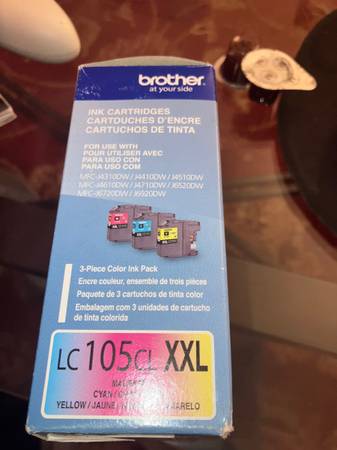 brother
at your side
INK CARTRIDGES
CARTOUCHES D'ENCRE
CARTUCHOS DE TINTA
FOR USE WITH
POUR UTILISER AVEC
PARA USO CON
PARA USO COM
MFC-J4310DW / J4410DW / J4510DW
MFC-J4610DW / J4710DW / J6520DW
MFC-J6720DW / J6920DW
3-Piece Color Ink Pack
Encre couleur, ensemble de trois pièces
Paquete de 3 cartuchos de tinta color
Embalagem com 3 unidades de cartucho
de tinta colorida
LC 105CL XXL
YELLOW / JAUNE /